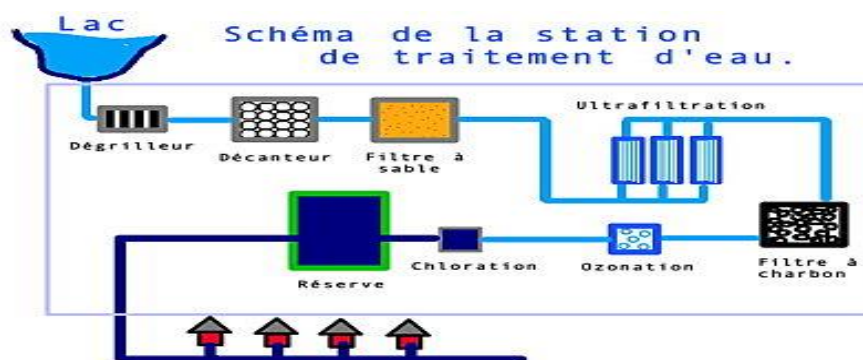 Lac
Schéma de la station
de traitement d'eau.
Ultrafiltration
Dégrilleur
Décanteur
Filtre à
sable
Réserve
Chloration
Ozonation
Filtre à
charbon